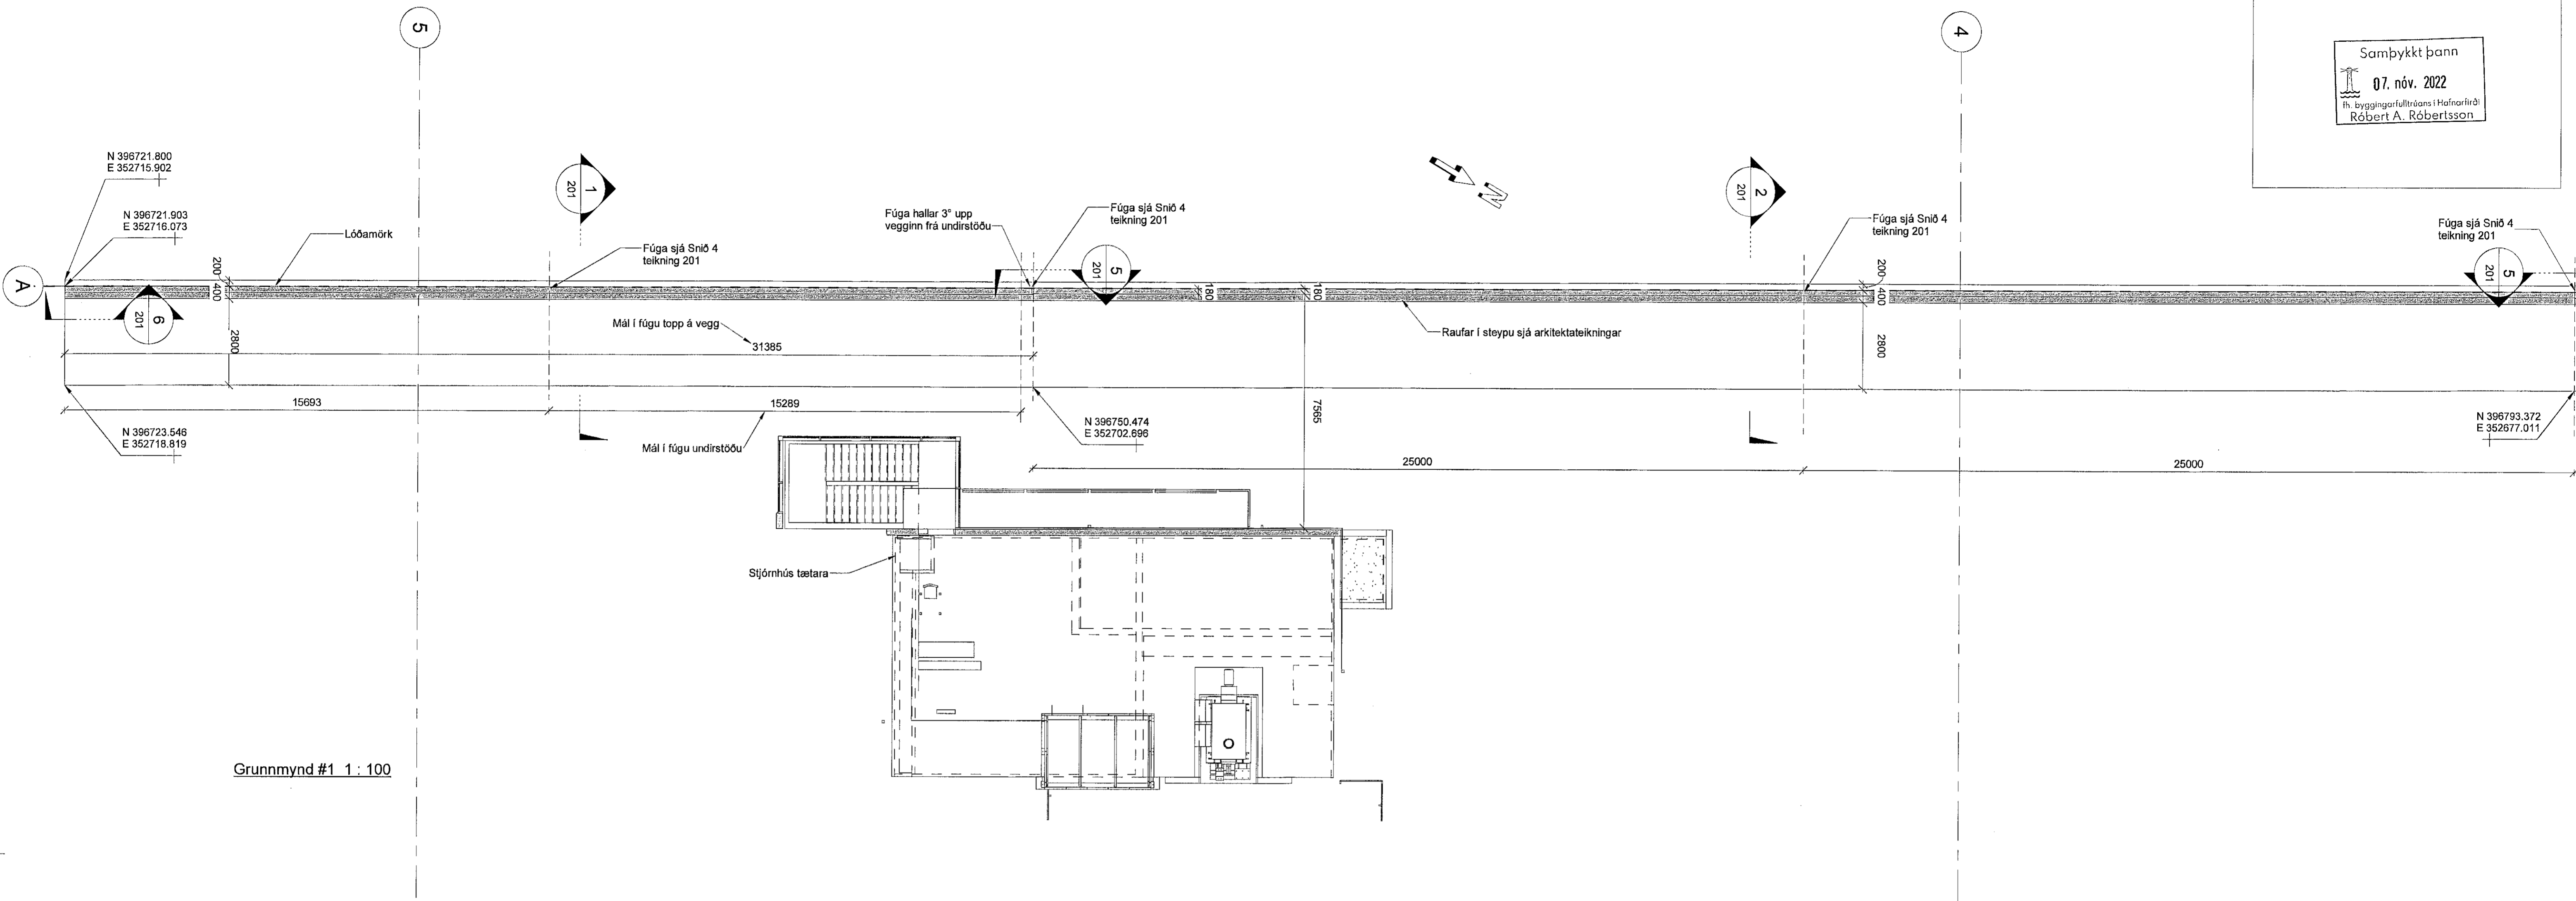 5
4
Samþykkt þann
07. nóv. 2022
fh. byggingarfulltrúans í Hafnarfirði
Róbert A. Róbertsson
N 396721.800
E 352715.902
N 396721.903
E 352716.073
Lóðamörk
1
201
Fúga sjá Snið 4
teikning 201
Fúga hallar 3° upp
vegginn frá undirstöðu
Fúga sjá Snið 4
teikning 201
N
2
201
Fúga sjá Snið 4
teikning 201
Fúga sjá Snið 4
teikning 201
A
200
400
2800
6
201
5
201
180
180
200
400
2800
5
201
Mál í fúgu topp á vegg
31385
Raufar í steypu sjá arkitektateikningar
15693
15289
7565
N 396723.546
E 352718.819
Mál í fúgu undirstöðu
N 396750.474
E 352702.696
N 396793.372
E 352677.011
25000
25000
Stjórnhús tætara
Grunnmynd #1 1 : 100